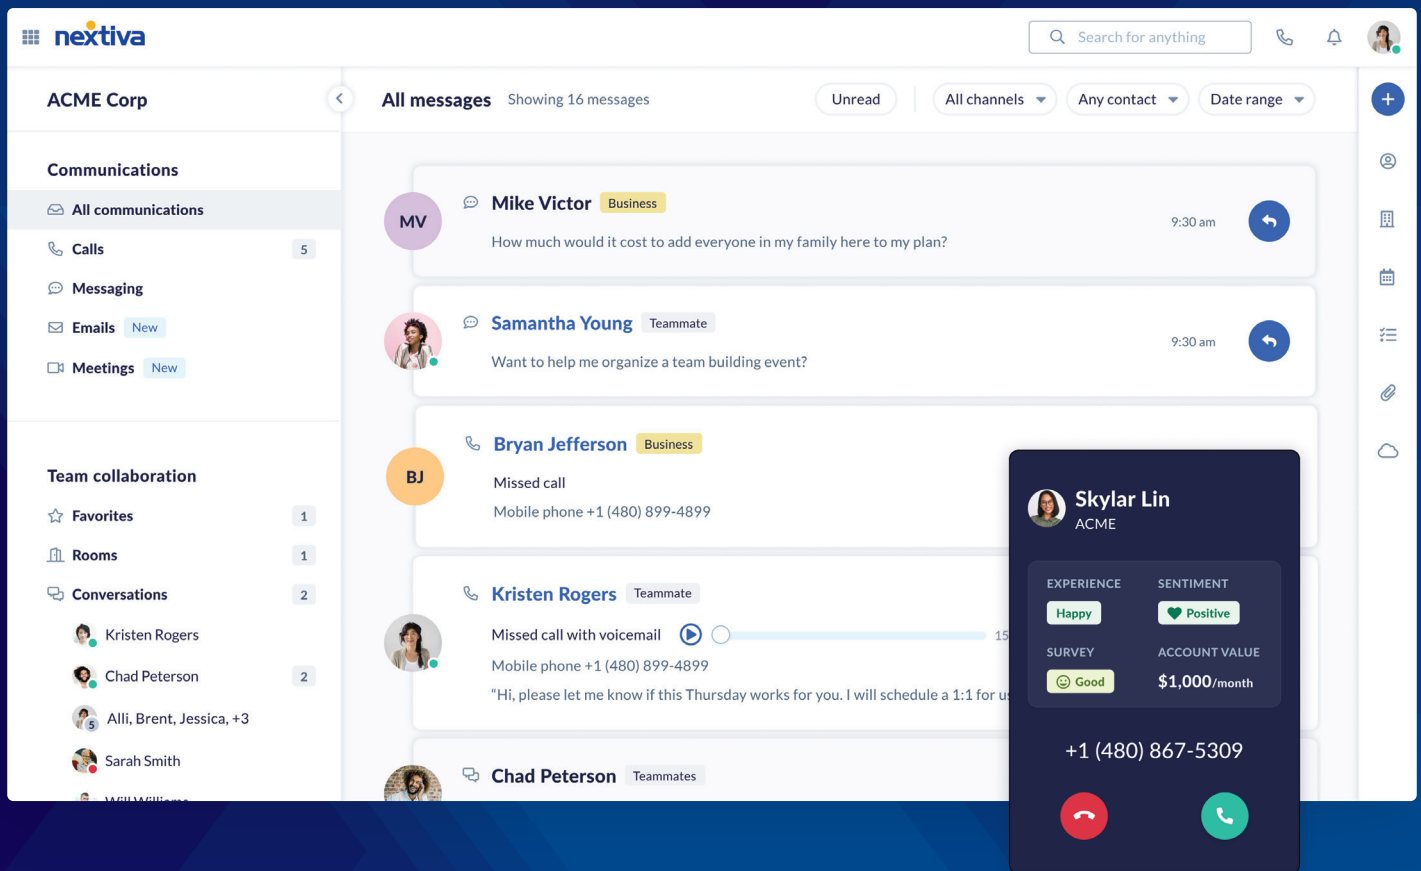 nextiva
Search for anything
ACME Corp
All messages
Showing 16 messages
Unread
All channels
Any contact
Date range
Communications
All communications
Calls
5
Messaging
Emails
New
Meetings
New
Team collaboration
Favorites
1
Rooms
1
Conversations
2
Kristen Rogers
Chad Peterson
2
5
Alli, Brent, Jessica, +3
Sarah Smith
Will Williams
MV
Mike Victor
Business
How much would it cost to add everyone in my family here to my plan?
9:30 am
Samantha Young
Teammate
Want to help me organize a team building event?
9:30 am
BJ
Bryan Jefferson
Business
Missed call
Mobile phone +1 (480) 899-4899
Kristen Rogers
Teammate
Missed call with voicemail
15
Mobile phone +1 (480) 899-4899
“Hi, please let me know if this Thursday works for you. I will schedule a 1:1 for
Chad Peterson
Teammates
Skylar Lin
ACME
EXPERIENCE
SENTIMENT
Happy
Positive
SURVEY
ACCOUNT VALUE
Good
$1,000/month
+1 (480) 867-5309